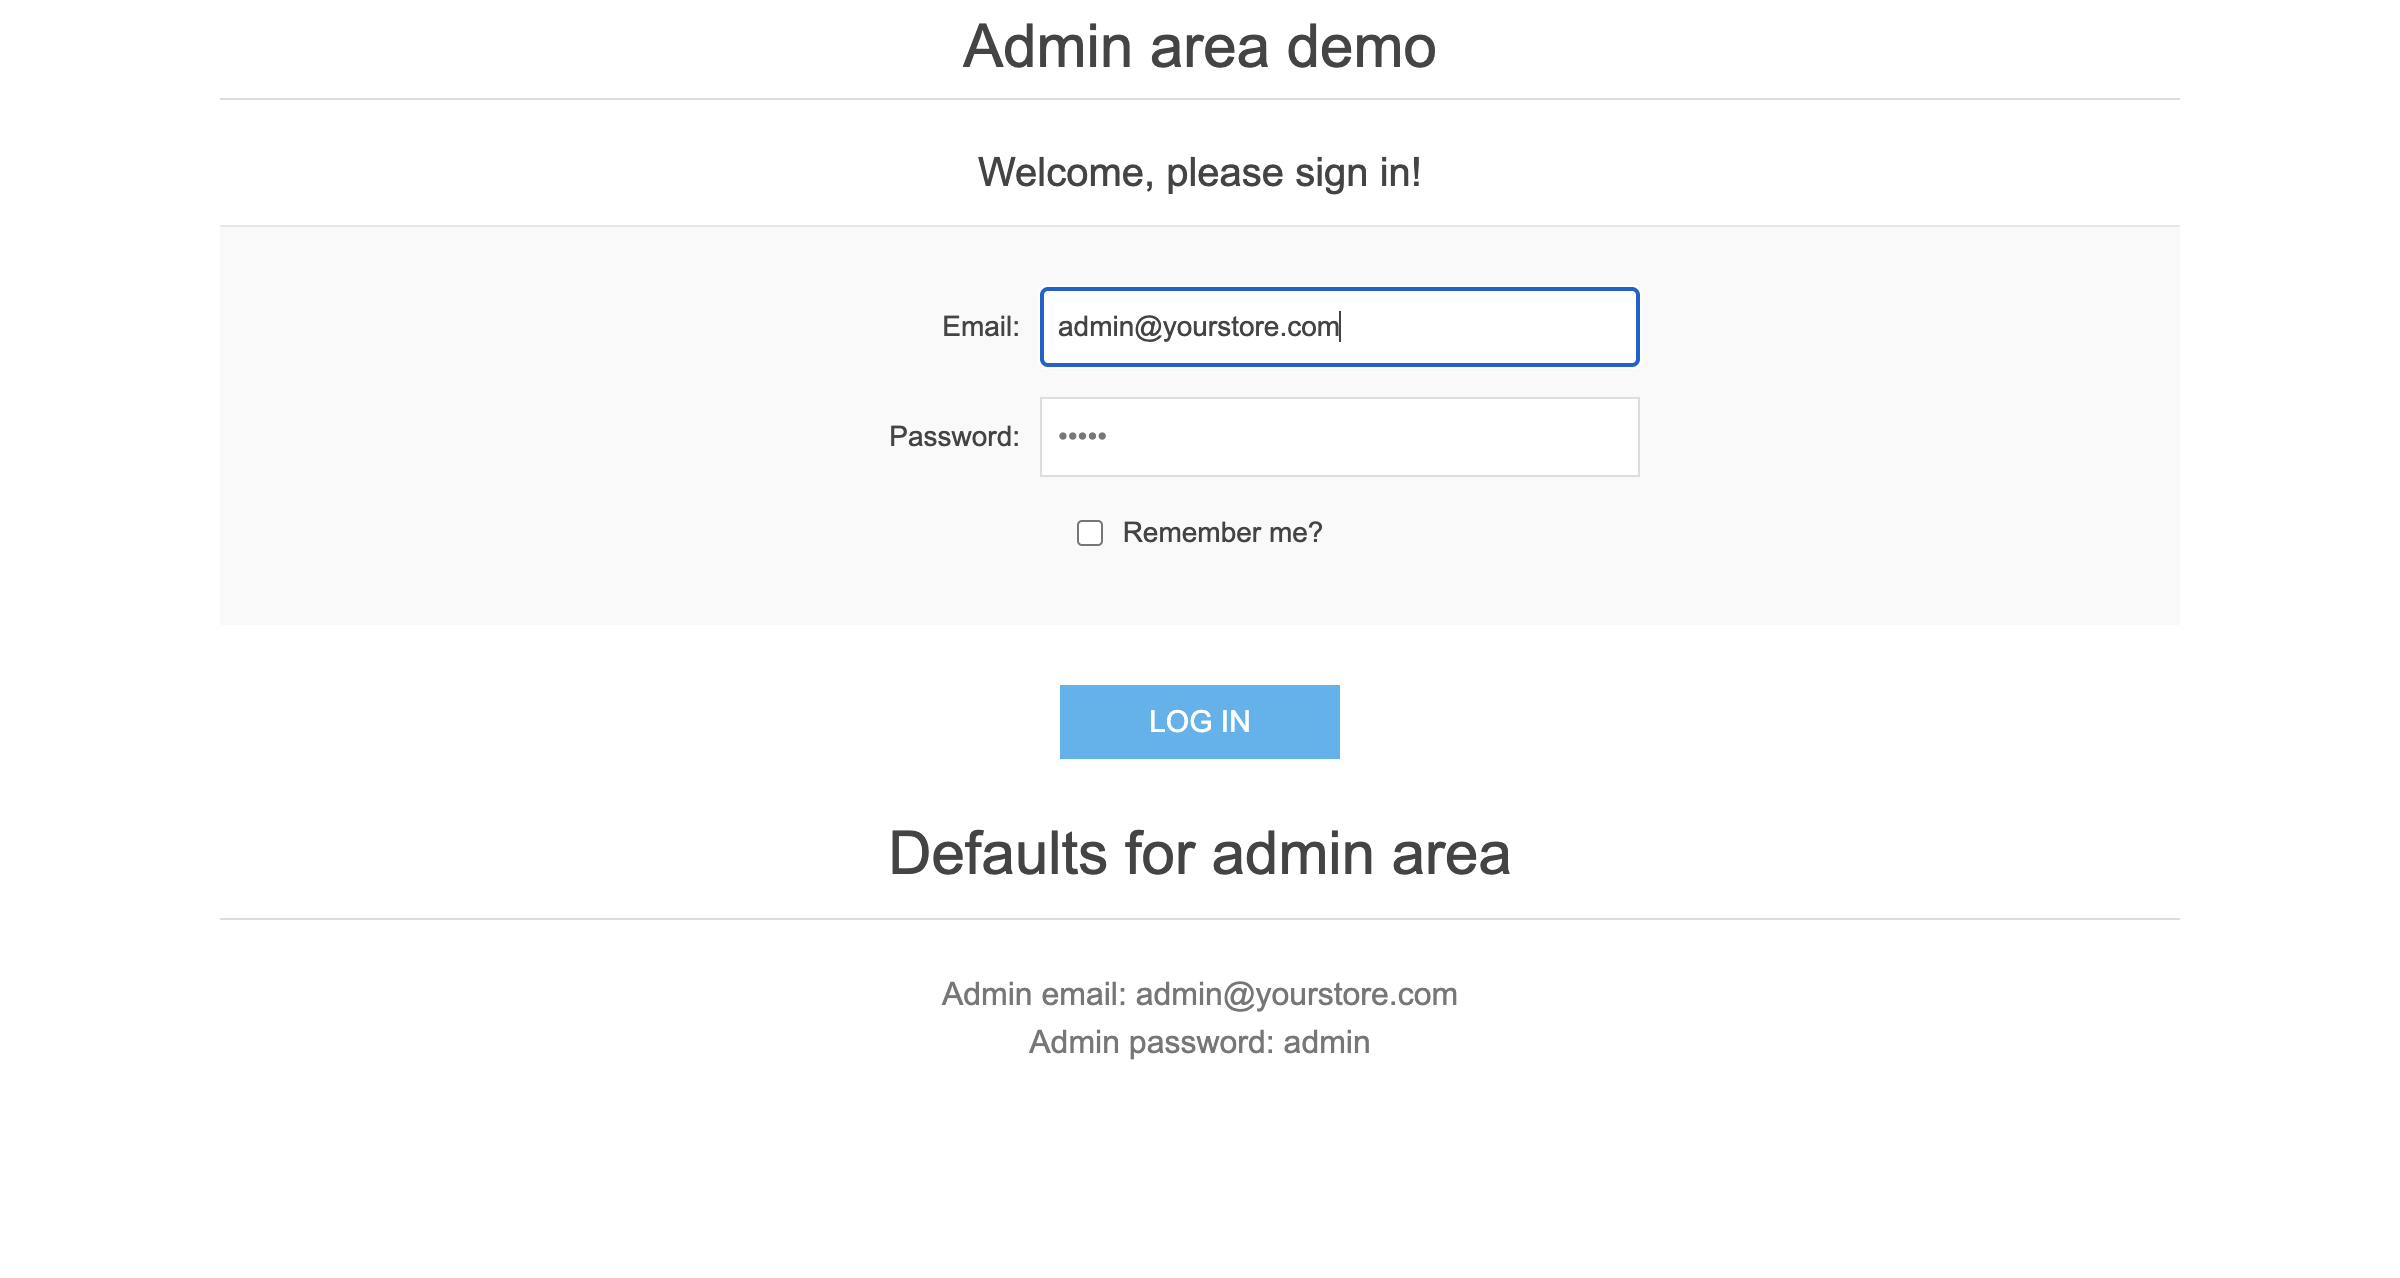 Admin area demo
Welcome, please sign in!
Email: admin@yourstore.com
Password: •••••
Remember me?
LOG IN
Defaults for admin area
Admin email: admin@yourstore.com
Admin password: admin